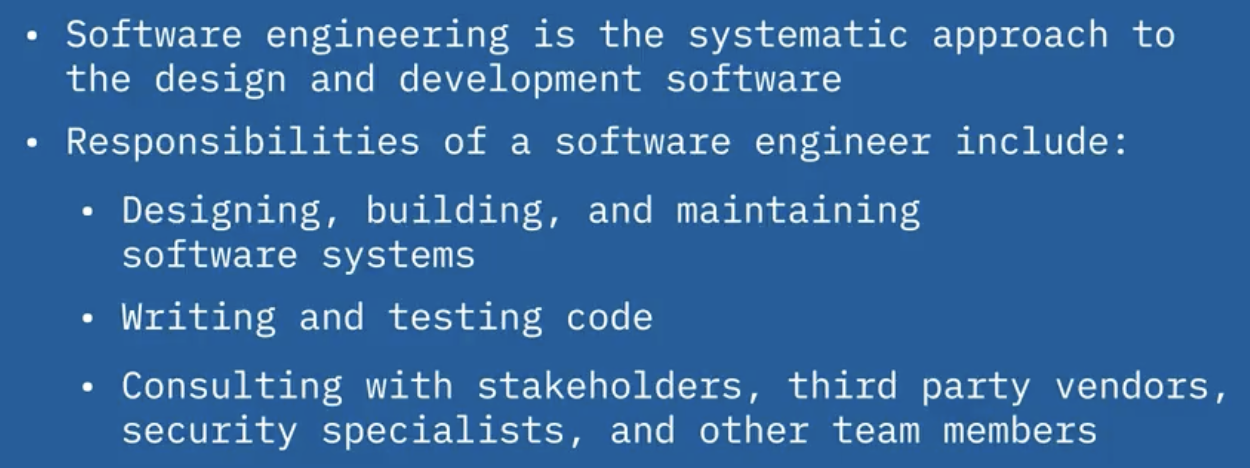 • Software engineering is the systematic approach to
the design and development software
• Responsibilities of a software engineer include:
• Designing, building, and maintaining
software systems
• Writing and testing code
• Consulting with stakeholders, third party vendors,
security specialists, and other team members